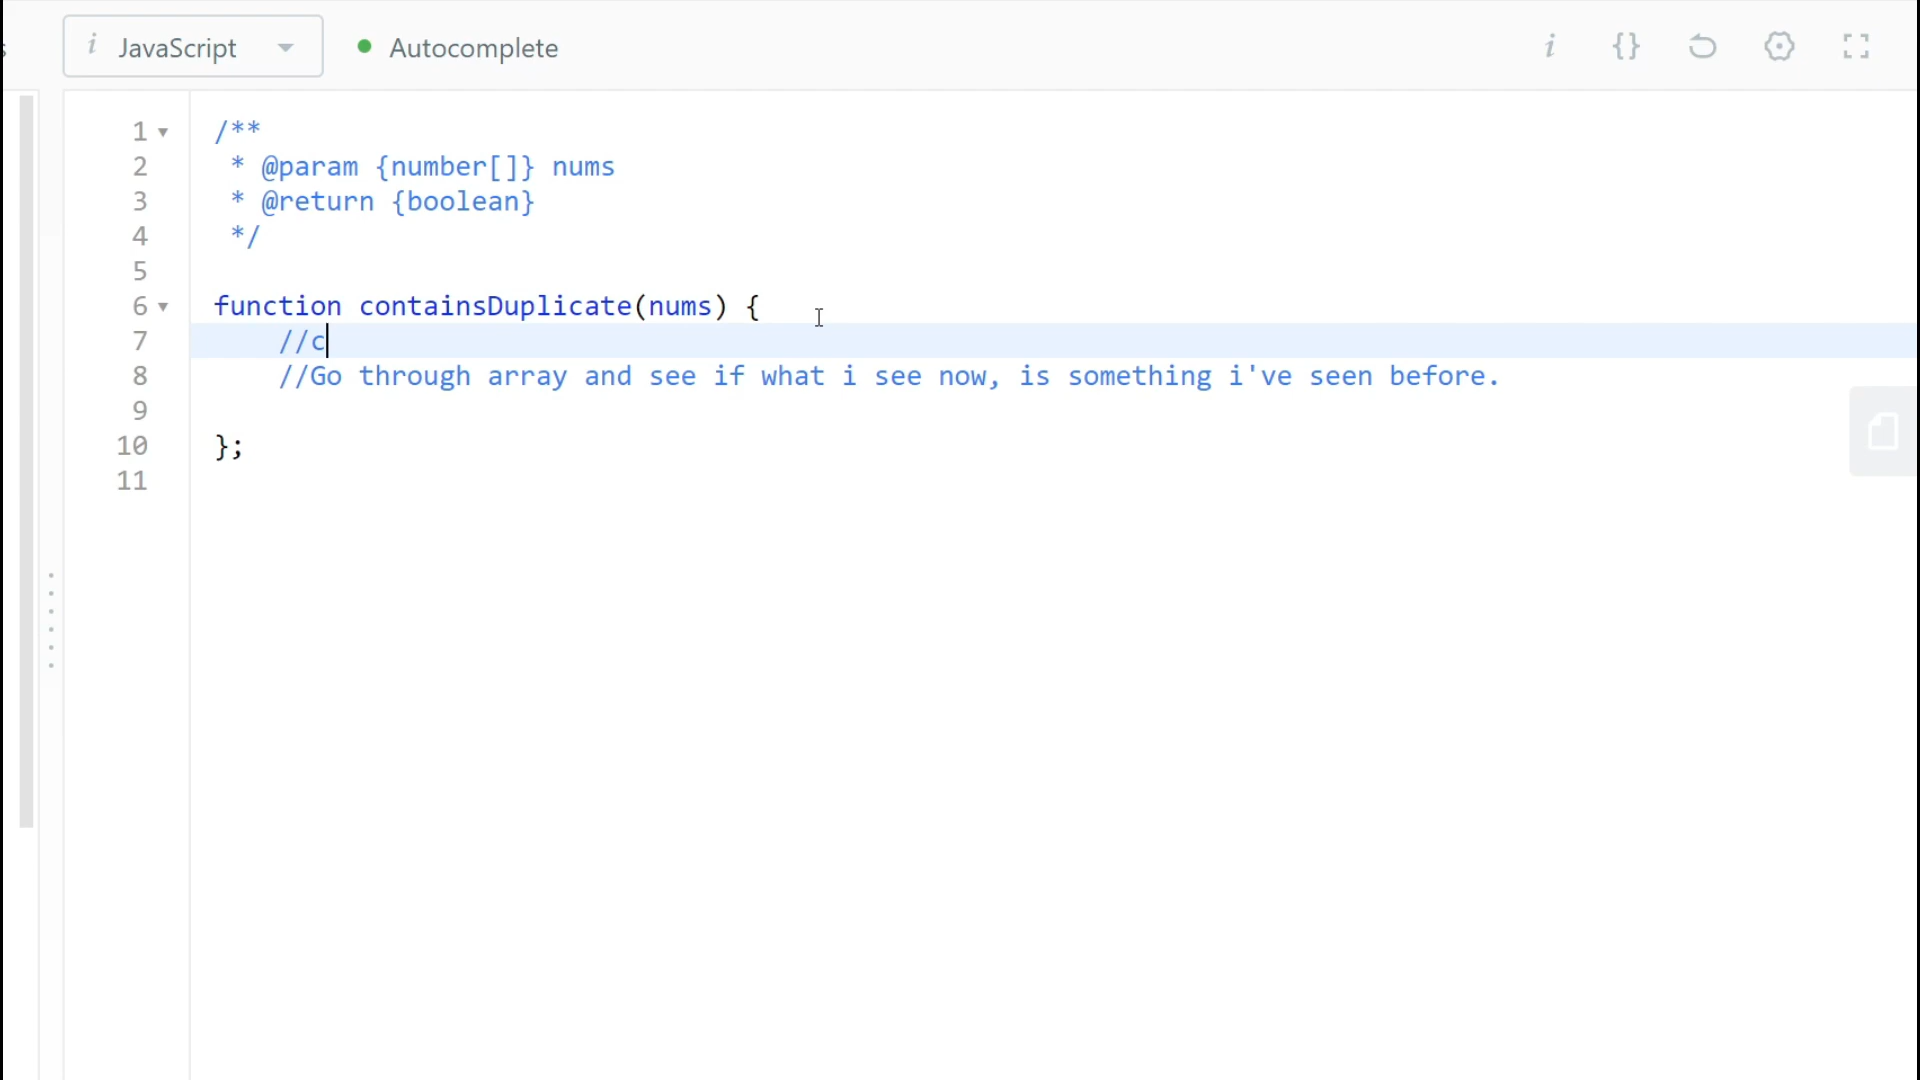 s
i JavaScript Autocomplete i {}
1 /**
2 * @param {number[]} nums
3 * @return {boolean}
4 */
5
6 function containsDuplicate(nums) {
7 //c
8 //Go through array and see if what i see now, is something i've seen before.
9
10 };
11